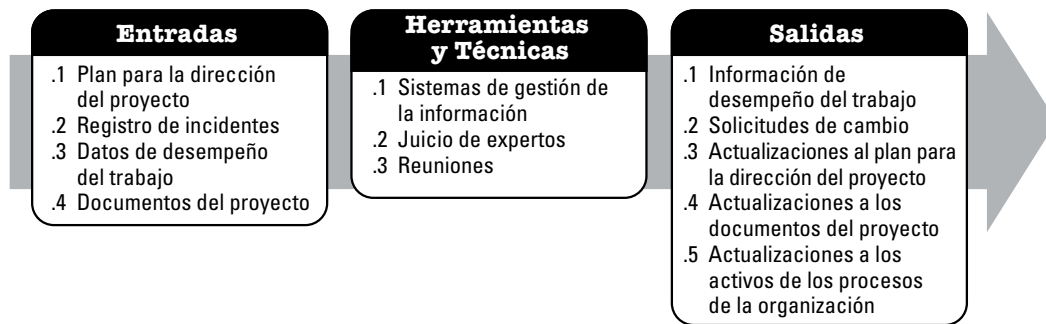 Entradas
.1 Plan para la dirección
del proyecto
.2 Registro de incidentes
.3 Datos de desempeño
del trabajo
.4 Documentos del proyecto
Herramientas
y Técnicas
.1 Sistemas de gestión de
la información
.2 Juicio de expertos
.3 Reuniones
Salidas
.1 Información de
desempeño del trabajo
.2 Solicitudes de cambio
.3 Actualizaciones al plan para
la dirección del proyecto
.4 Actualizaciones a los
documentos del proyecto
.5 Actualizaciones a los
activos de los procesos
de la organización